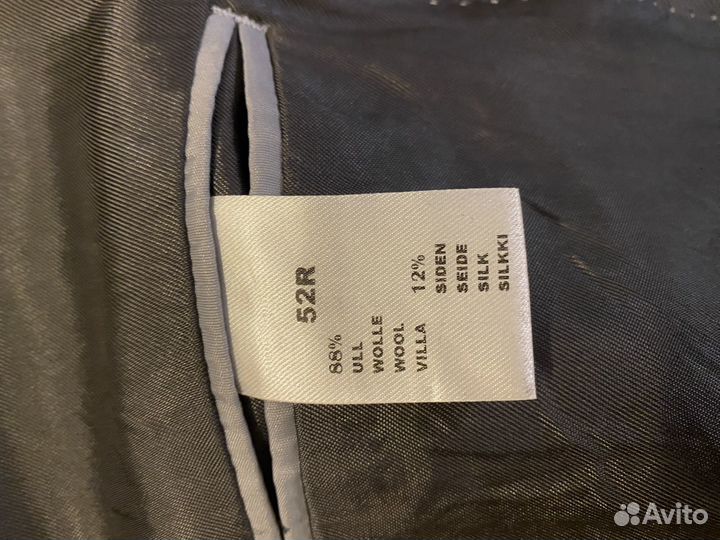 52R
88%
ULL
WOLLE
WOOL
VILLA
12%
SIDEN
SEIDE
SILK
SILKKI
Avito